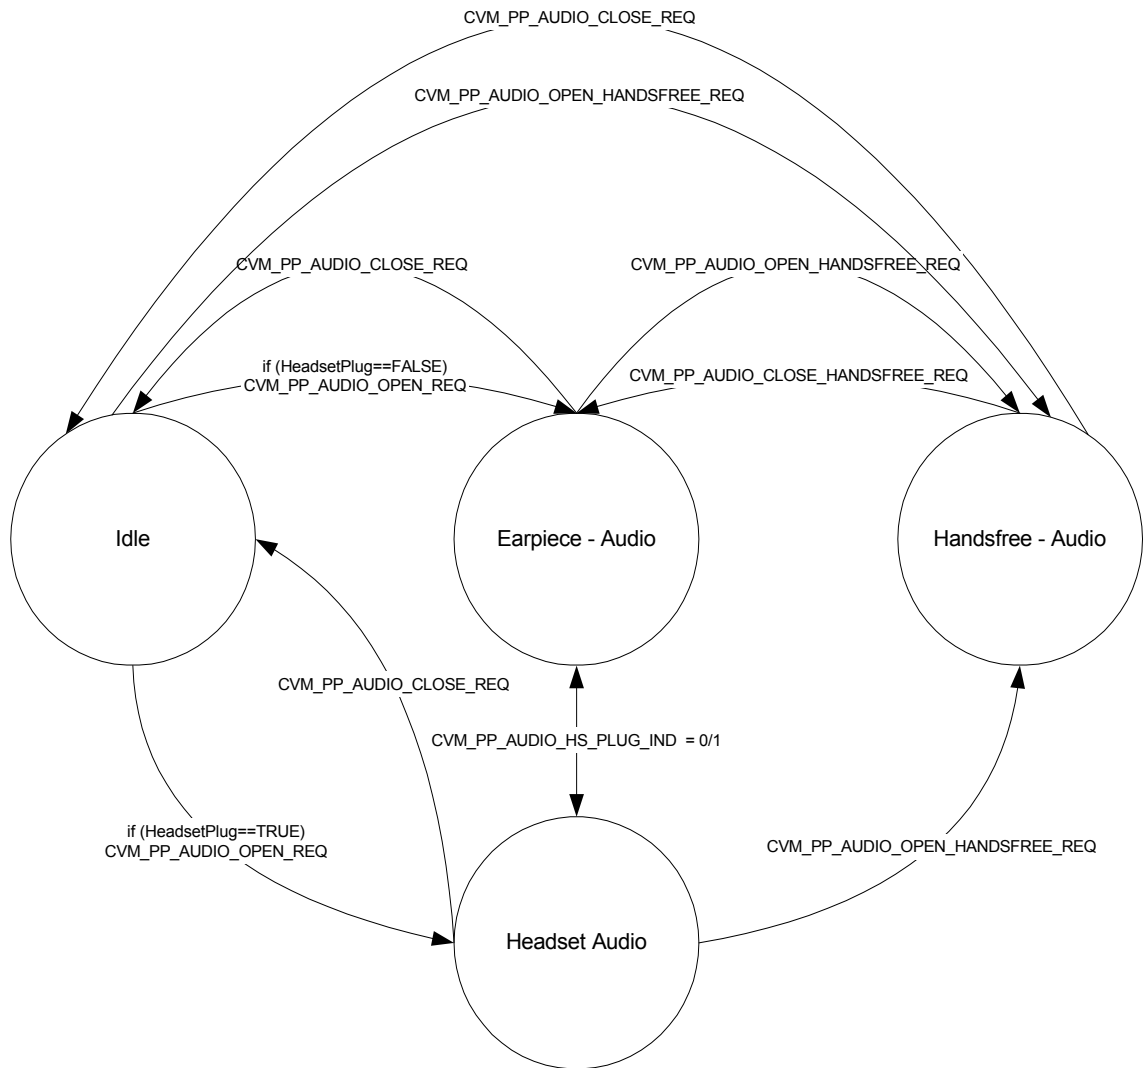 CVM_PP_AUDIO_CLOSE_REQ
CVM_PP_AUDIO_OPEN_HANDSFREE_REQ
CVM_PP_AUDIO_CLOSE_REQ
CVM_PP_AUDIO_OPEN_HANDSFREE_REQ
if (HeadsetPlug==FALSE)
CVM_PP_AUDIO_OPEN_REQ
CVM_PP_AUDIO_CLOSE_HANDSFREE_REQ
Idle
Earpiece - Audio
Handsfree - Audio
CVM_PP_AUDIO_CLOSE_REQ
CVM_PP_AUDIO_HS_PLUG_IND = 0/1
if (HeadsetPlug==TRUE)
CVM_PP_AUDIO_OPEN_REQ
CVM_PP_AUDIO_OPEN_HANDSFREE_REQ
Headset Audio